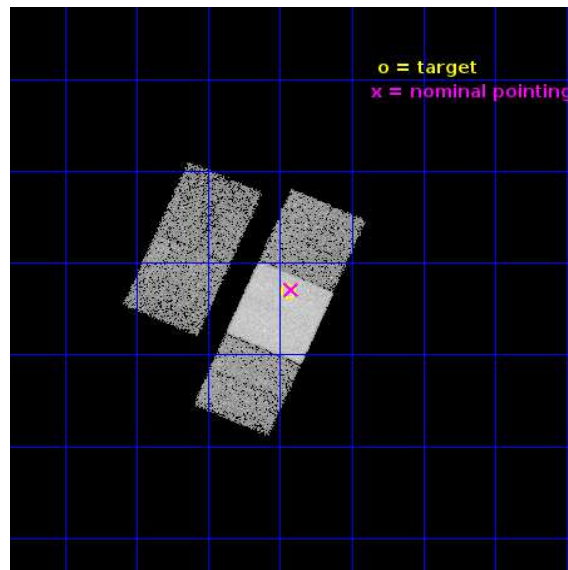 o = target
x = nominal pointing